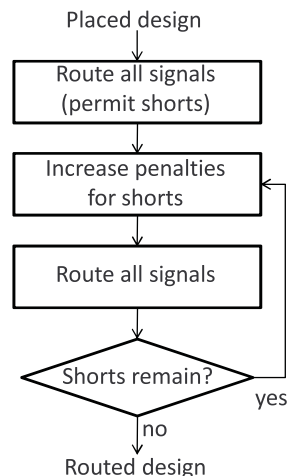 Placed design
Route all signals
(permit shorts)
Increase penalties
for shorts
Route all signals
Shorts remain?
yes
no
Routed design